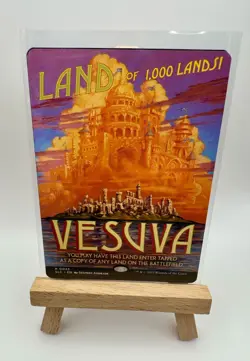 LAND OF 1,000 LANDS!
VESUVA
YOU MAY HAVE THIS LAND ENTER TAPPED
AS A COPY OF ANY LAND ON THE BATTLEFIELD.